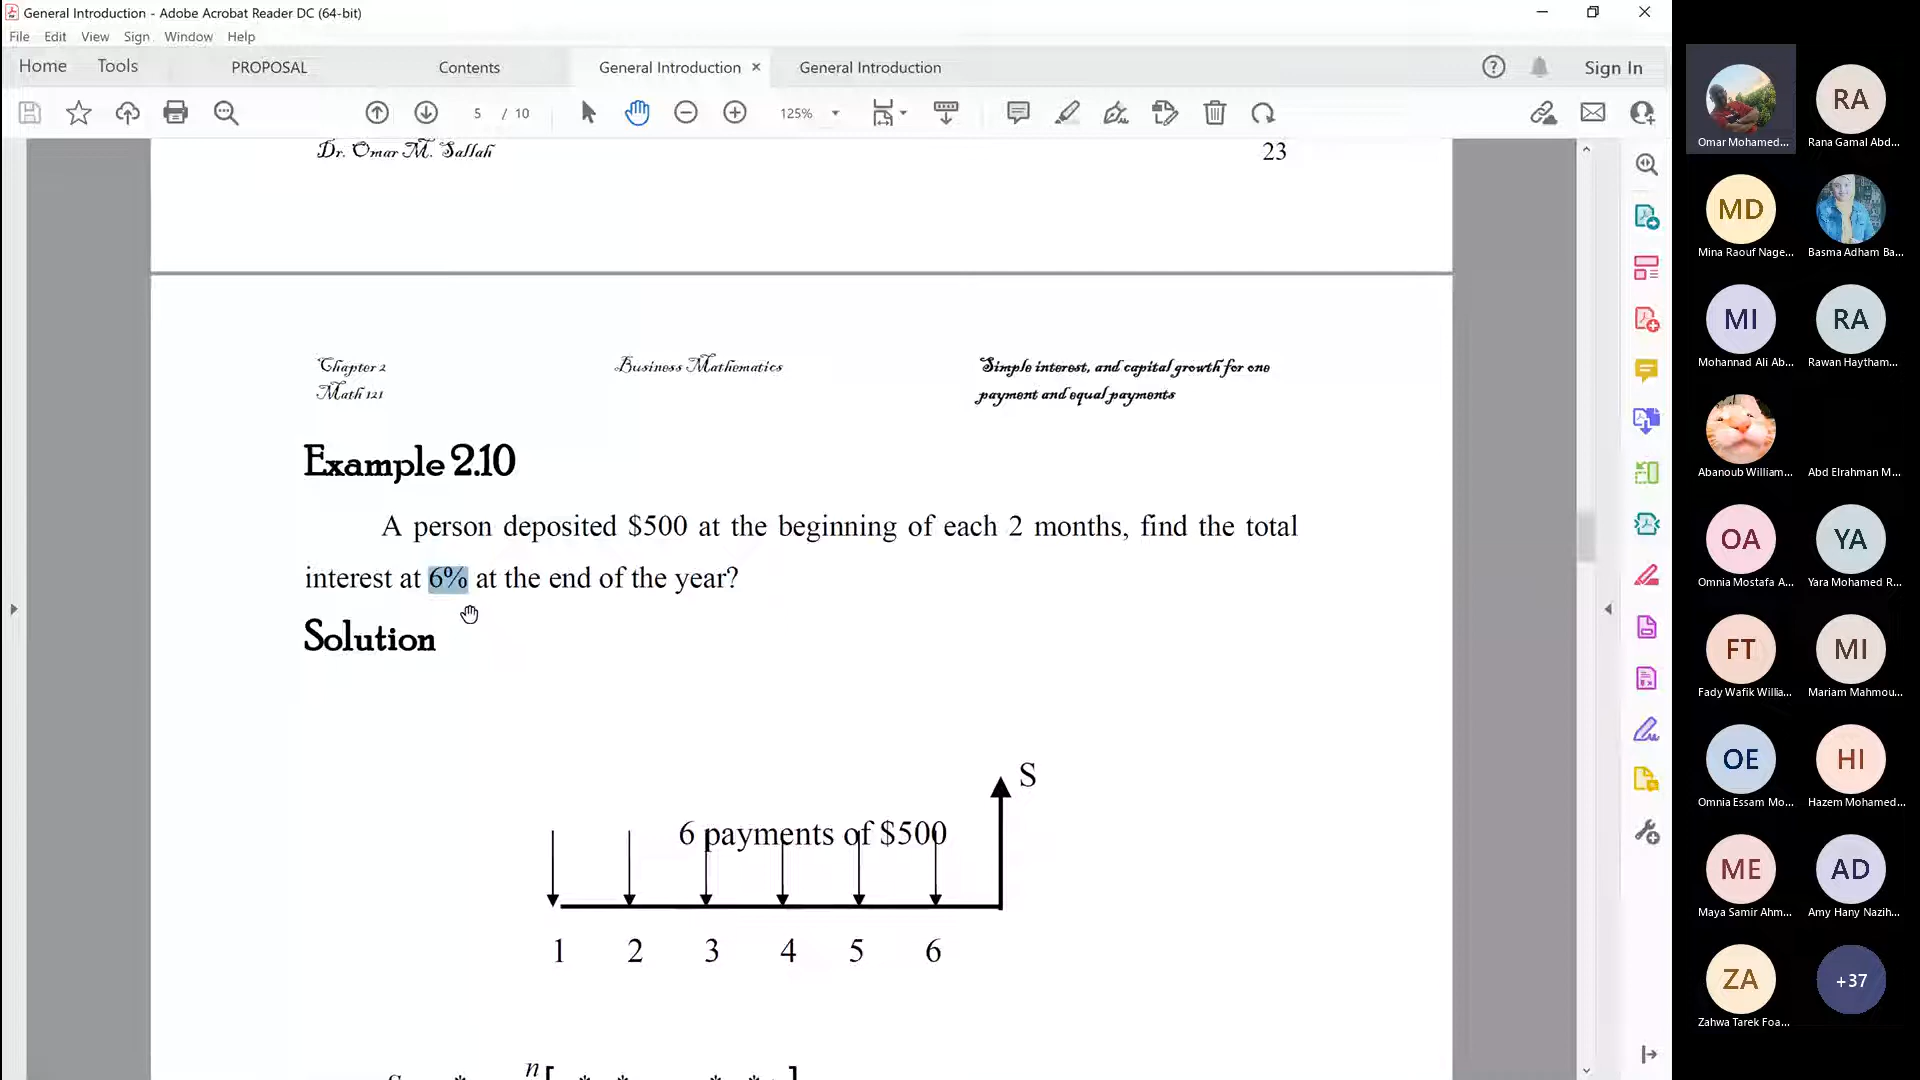 General Introduction - Adobe Acrobat Reader DC (64-bit)
File Edit View Sign Window Help
Home Tools PROPOSAL Contents General Introduction × General Introduction Sign In
5 / 10 125%
Dr. Omar M. Sallah 23
Chapter 2 Business Mathematics Simple interest, and capital growth for one
Math 121 payment and equal payments
Example 2.10
A person deposited $500 at the beginning of each 2 months, find the total
interest at 6% at the end of the year?
Solution
S
6 payments of $500
1 2 3 4 5 6
n
Omar Mohamed...
RA
Rana Gamal Abd...
MD
Mina Raouf Nage...
Basma Adham Ba...
MI
Mohannad Ali Ab...
RA
Rawan Haytham...
Abanoub William...
Abd Elrahman M...
OA
Omnia Mostafa A...
YA
Yara Mohamed R...
FT
Fady Wafik Willia...
MI
Mariam Mahmou...
OE
Omnia Essam Mo...
HI
Hazem Mohamed...
ME
Maya Samir Ahm...
AD
Amy Hany Nazih...
ZA
Zahwa Tarek Foa...
+37